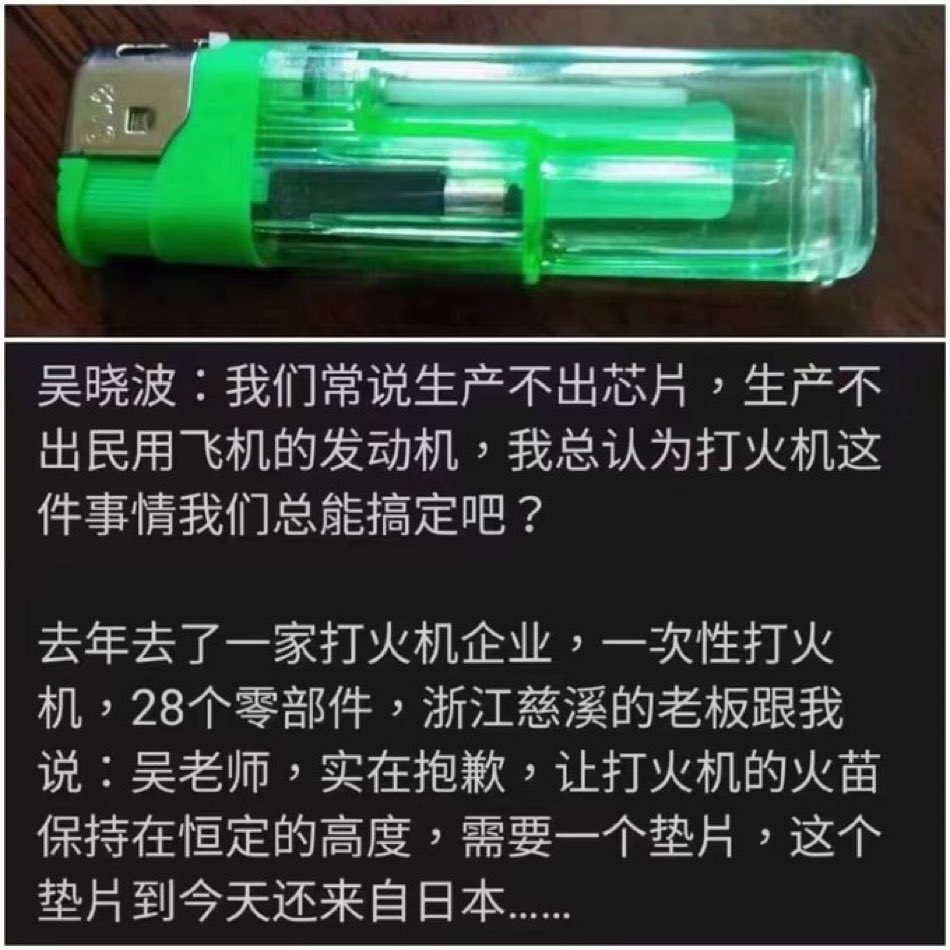 吴晓波：我们常说生产不出芯片，生产不
出民用飞机的发动机，我总认为打火机这
件事情我们总能搞定吧？
去年去了一家打火机企业，一次性打火
机，28个零部件，浙江慈溪的老板跟我
说：吴老师，实在抱歉，让打火机的火苗
保持在恒定的高度，需要一个垫片，这个
垫片到今天还来自日本……